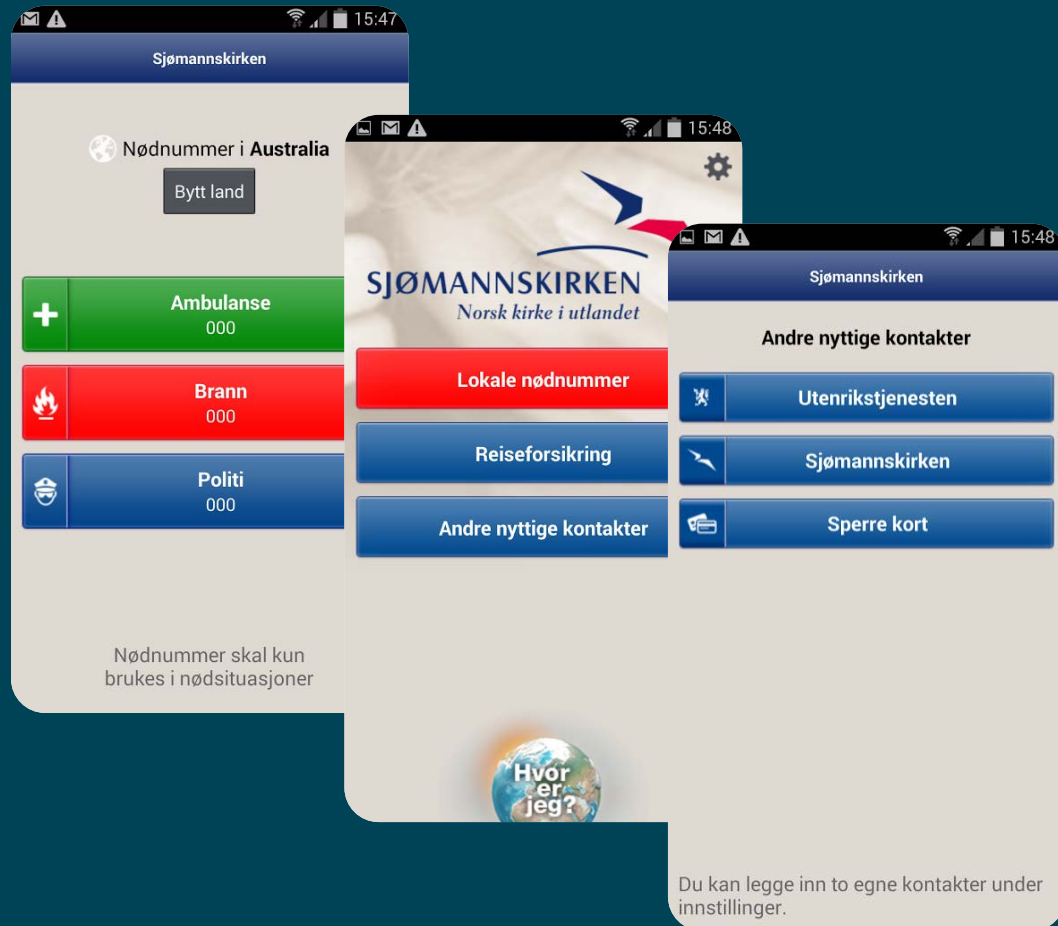 15:47
Sjømannskirken
Nødnummer i Australia
Bytt land
Ambulanse
000
Brann
000
Politi
000
Nødnummer skal kun
brukes i nødsituasjoner
15:48
SJØMANNSKIRKEN
Norsk kirke i utlandet
Lokale nødnummer
Reiseforsikring
Andre nyttige kontakter
Hvor
er
jeg?
15:48
Sjømannskirken
Andre nyttige kontakter
Utenrikstjenesten
Sjømannskirken
Sperre kort
Du kan legge inn to egne kontakter under
innstillinger.